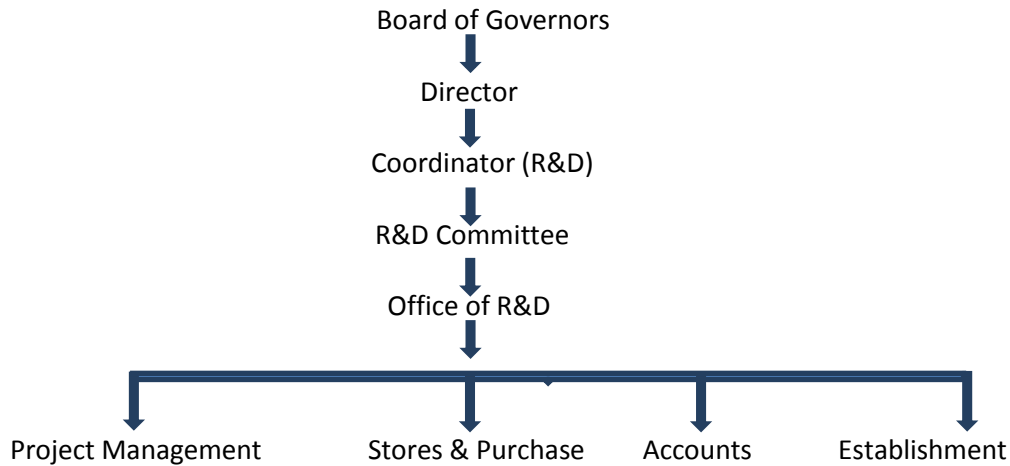 Board of Governors
Director
Coordinator (R&D)
R&D Committee
Office of R&D
Project Management Stores & Purchase Accounts Establishment